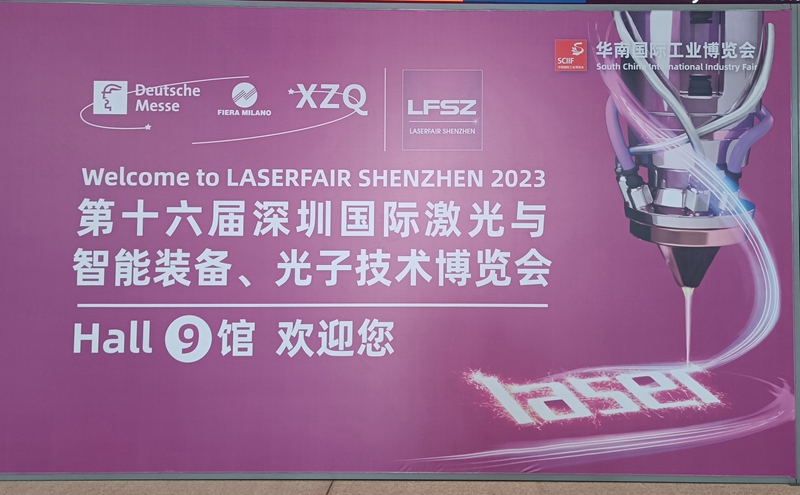 SCIIF
华南国际工业博览会
South China International Industry Fair
Deutsche
Messe
FIERA MILANO
XZQ
LFSZ
LASERFAIR SHENZHEN
Welcome to LASERFAIR SHENZHEN 2023
第十六届深圳国际激光与
智能装备、光子技术博览会
Hall 9 馆 欢迎您
laser